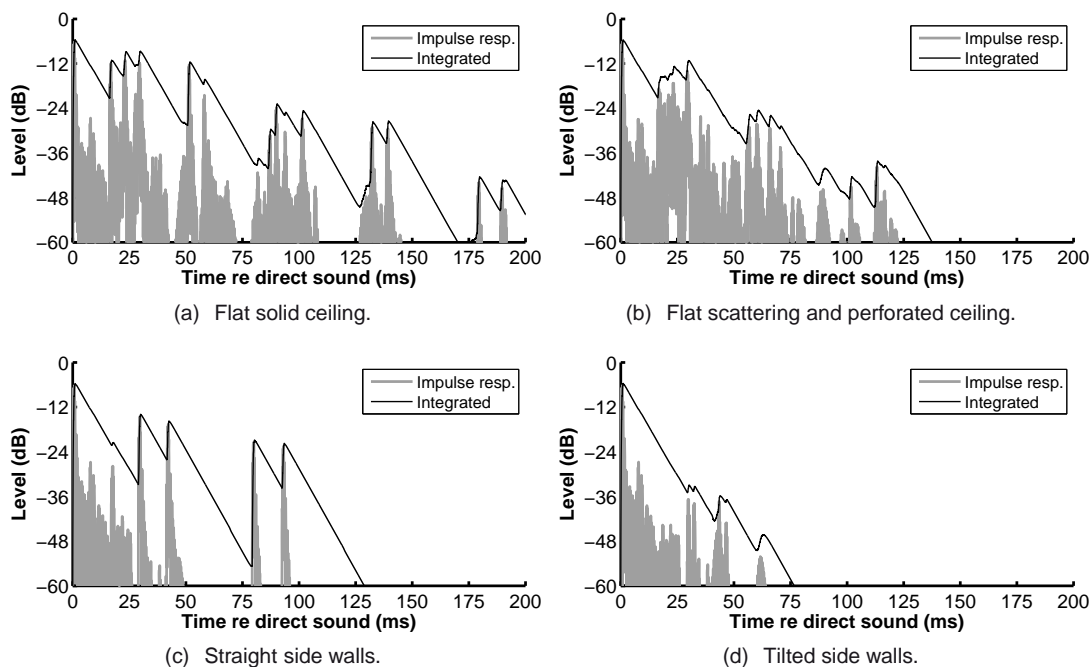 0
−12
−24
−36
−48
−60
Level (dB)
0 25 50 75 100 125 150 175 200
Time re direct sound (ms)
Impulse resp.
Integrated
(a) Flat solid ceiling.
0
−12
−24
−36
−48
−60
Level (dB)
0 25 50 75 100 125 150 175 200
Time re direct sound (ms)
Impulse resp.
Integrated
(b) Flat scattering and perforated ceiling.
0
−12
−24
−36
−48
−60
Level (dB)
0 25 50 75 100 125 150 175 200
Time re direct sound (ms)
Impulse resp.
Integrated
(c) Straight side walls.
0
−12
−24
−36
−48
−60
Level (dB)
0 25 50 75 100 125 150 175 200
Time re direct sound (ms)
Impulse resp.
Integrated
(d) Tilted side walls.